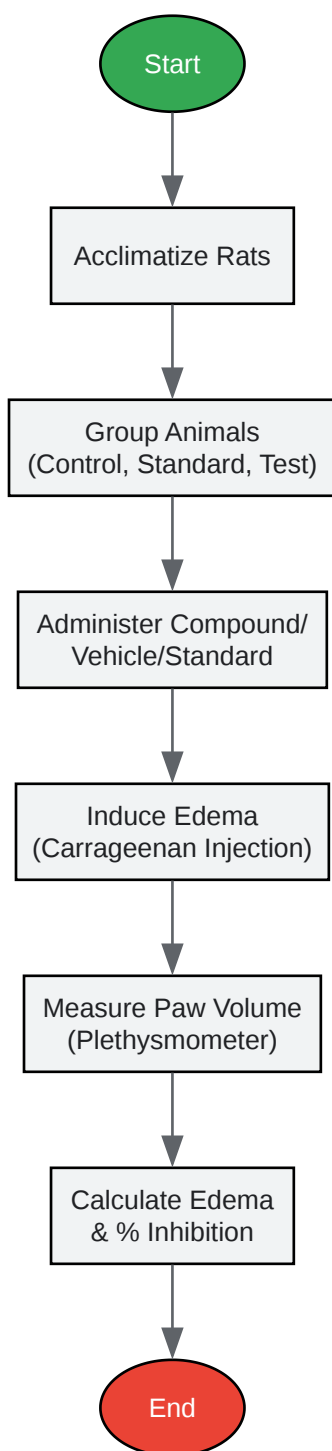 Start
Acclimatize Rats
Group Animals
(Control, Standard, Test)
Administer Compound/
Vehicle/Standard
Induce Edema
(Carrageenan Injection)
Measure Paw Volume
(Plethysmometer)
Calculate Edema
& % Inhibition
End